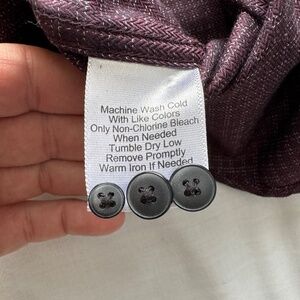 Machine Wash Cold
With Like Colors
Only Non-Chlorine Bleach
When Needed
Tumble Dry Low
Remove Promptly
Warm Iron If Needed